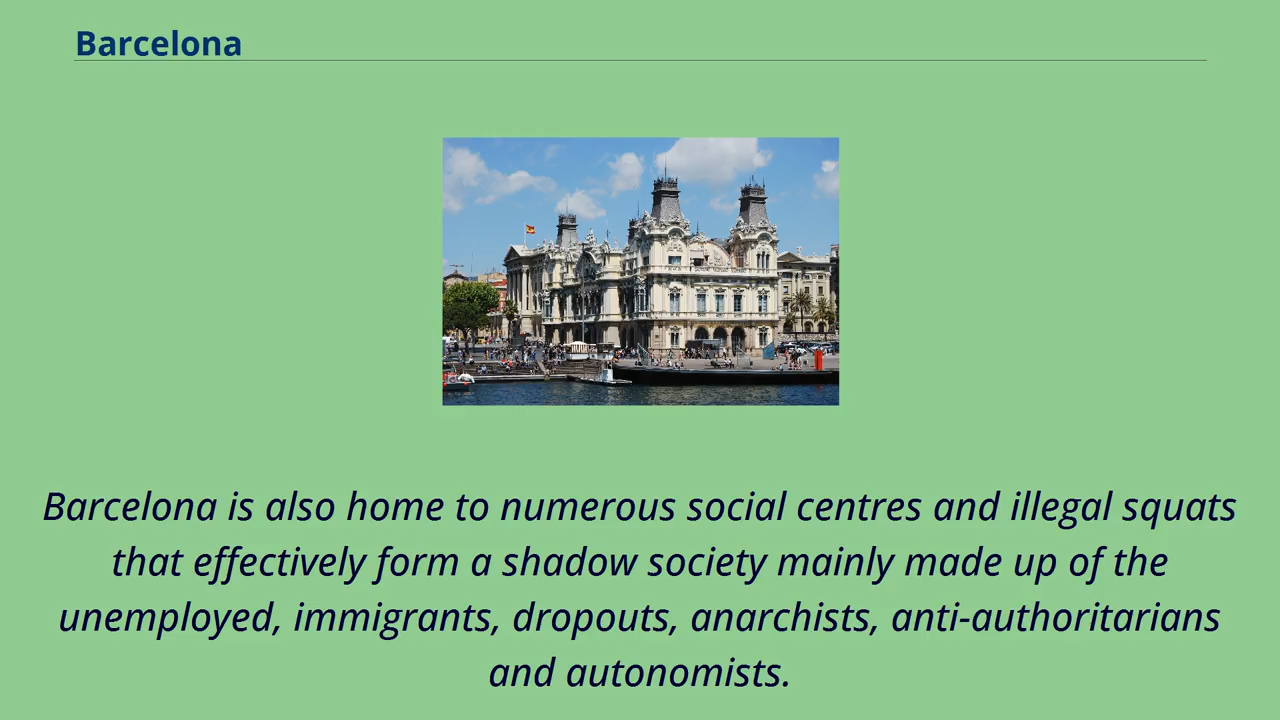 Barcelona
Barcelona is also home to numerous social centres and illegal squats
that effectively form a shadow society mainly made up of the
unemployed, immigrants, dropouts, anarchists, anti-authoritarians
and autonomists.